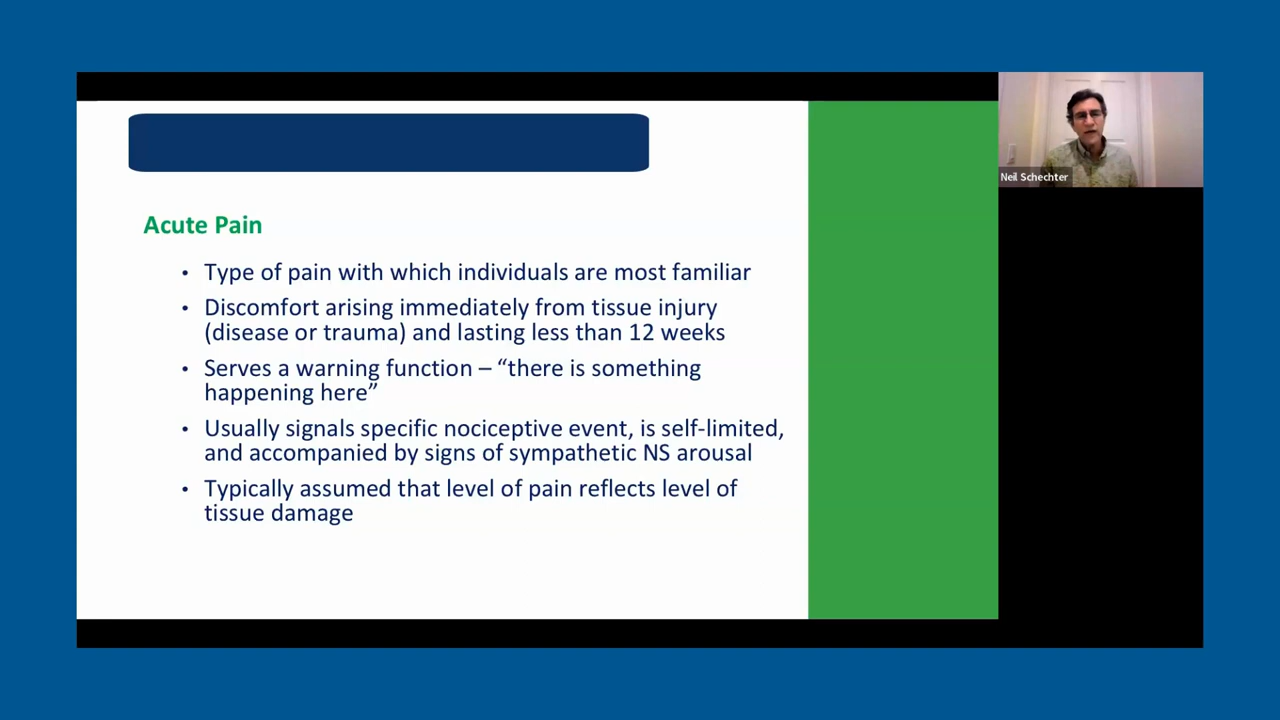 Acute Pain
• Type of pain with which individuals are most familiar
• Discomfort arising immediately from tissue injury
(disease or trauma) and lasting less than 12 weeks
• Serves a warning function – “there is something
happening here”
• Usually signals specific nociceptive event, is self-limited,
and accompanied by signs of sympathetic NS arousal
• Typically assumed that level of pain reflects level of
tissue damage
Neil Schechter